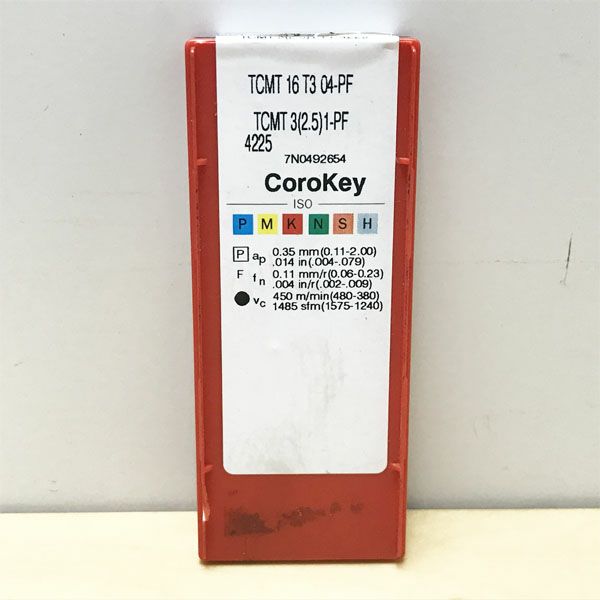 TCMT 16 T3 04-PF
TCMT 3(2.5)1-PF
4225
7N0492654
CoroKey
ISO
P M K N S H
P ap 0.35 mm(0.11-2.00)
.014 in(.004-.079)
F fn 0.11 mm/r(0.06-0.23)
.004 in/r(.002-.009)
vc 450 m/min(480-380)
1485 sfm(1575-1240)